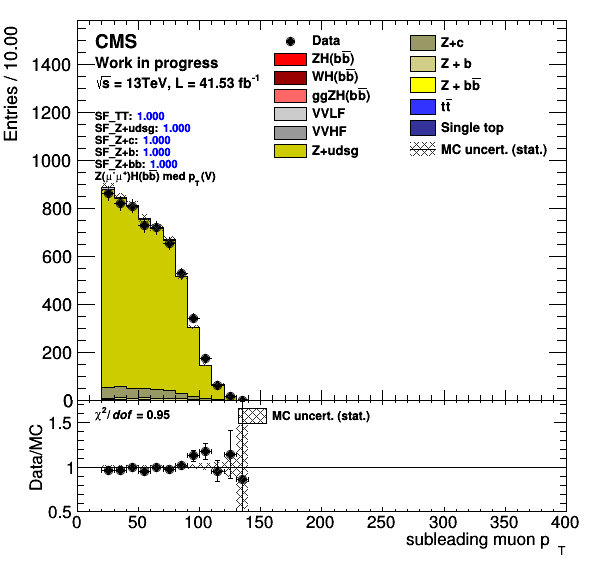 Entries / 10.00
1400
1200
1000
800
600
400
200
0
CMS
Work in progress
√s = 13TeV, L = 41.53 fb⁻¹
SF_TT: 1.000
SF_Z+udsg: 1.000
SF_Z+c: 1.000
SF_Z+b: 1.000
SF_Z+bb: 1.000
Z(μ⁻μ⁺)H(bb̅) med p_T(V)
Data
ZH(bb̅)
WH(bb̅)
ggZH(bb̅)
VVLF
VVHF
Z+udsg
Z+c
Z + b
Z + bb̅
tt̅
Single top
MC uncert. (stat.)
Data/MC
1.5
1
0.5
χ²/dof = 0.95
MC uncert. (stat.)
0 50 100 150 200 250 300 350 400
subleading muon p_T